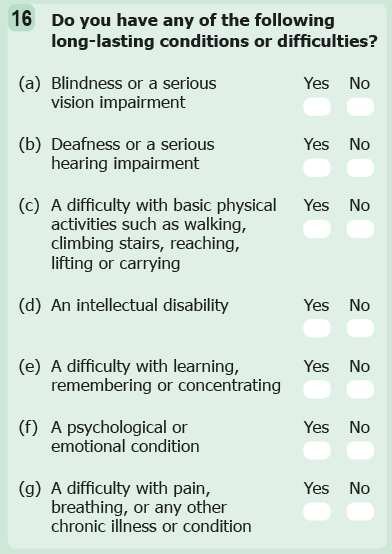 16 Do you have any of the following
long-lasting conditions or difficulties?
(a) Blindness or a serious Yes No
vision impairment
(b) Deafness or a serious Yes No
hearing impairment
(c) A difficulty with basic physical Yes No
activities such as walking,
climbing stairs, reaching,
lifting or carrying
(d) An intellectual disability Yes No
(e) A difficulty with learning, Yes No
remembering or concentrating
(f) A psychological or Yes No
emotional condition
(g) A difficulty with pain, Yes No
breathing, or any other
chronic illness or condition